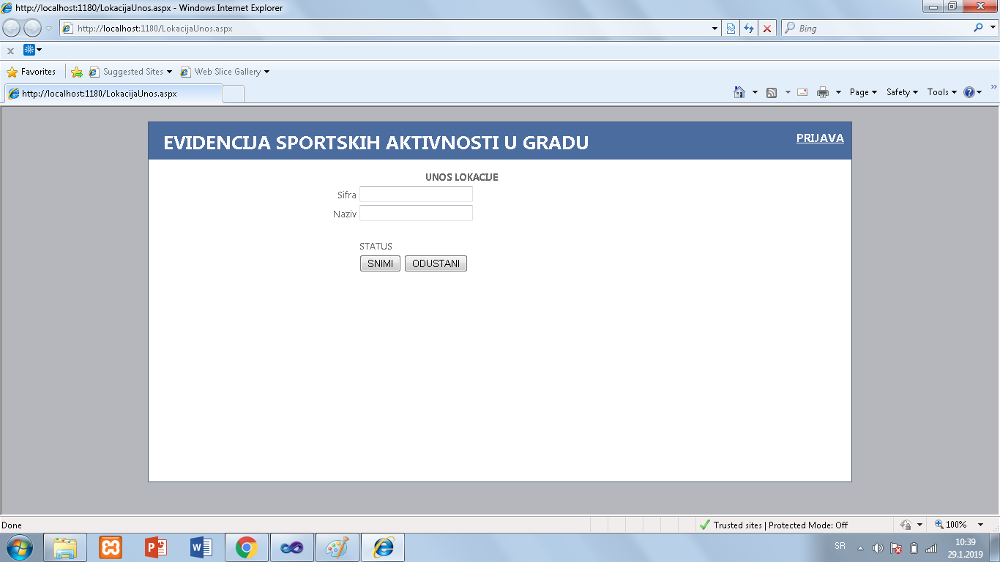 http://localhost:1180/LokacijaUnos.aspx - Windows Internet Explorer
http://localhost:1180/LokacijaUnos.aspx
Bing
x
Favorites Suggested Sites Web Slice Gallery
http://localhost:1180/LokacijaUnos.aspx
Page Safety Tools
EVIDENCIJA SPORTSKIH AKTIVNOSTI U GRADU
PRIJAVA
UNOS LOKACIJE
Sifra
Naziv
STATUS
SNIMI ODUSTANI
Done
Trusted sites | Protected Mode: Off
100%
SR
10:39
29.1.2019